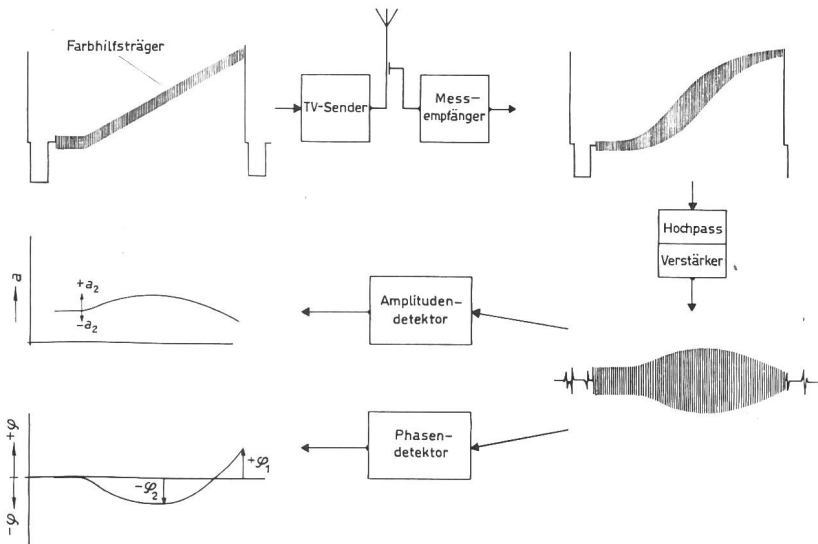 Farbhilfsträger
TV-Sender
Mess-
empfänger
Hochpass
Verstärker
a
+a₂
-a₂
Amplituden-
detektor
+φ
-φ
+φ₁
-φ₂
Phasen-
detektor